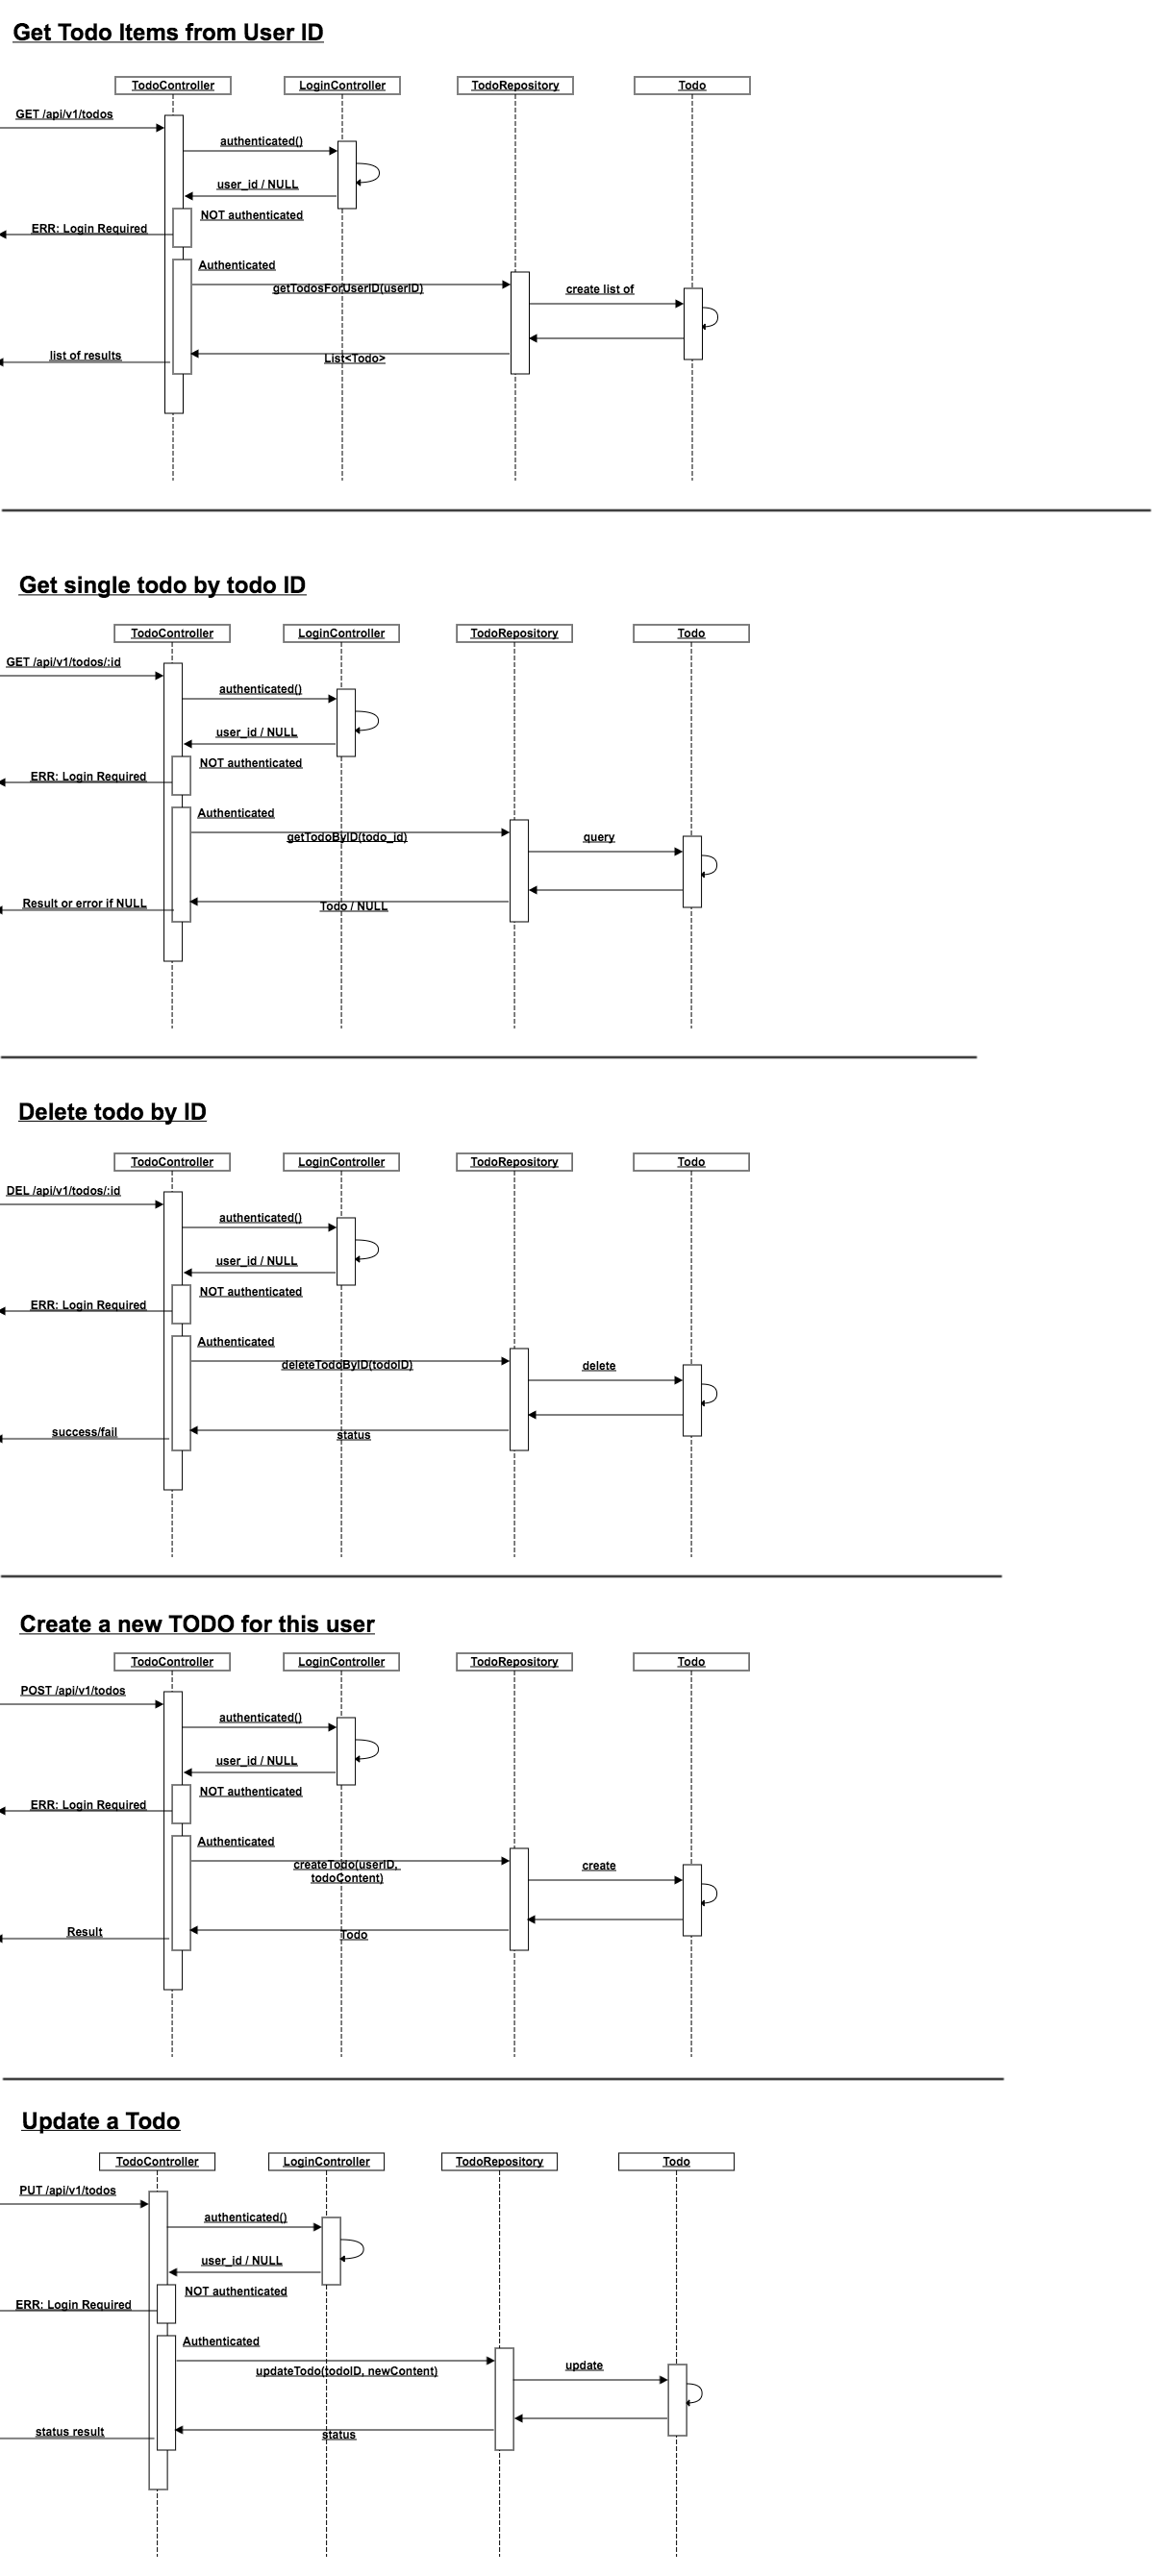 Get Todo Items from User ID
TodoController
LoginController
TodoRepository
Todo
GET /api/v1/todos
authenticated()
user_id / NULL
NOT authenticated
ERR: Login Required
Authenticated
getTodosForUserID(userID)
create list of
list of results
List<Todo>
Get single todo by todo ID
TodoController
LoginController
TodoRepository
Todo
GET /api/v1/todos/:id
authenticated()
user_id / NULL
NOT authenticated
ERR: Login Required
Authenticated
getTodoByID(todo_id)
query
Result or error if NULL
Todo / NULL
Delete todo by ID
TodoController
LoginController
TodoRepository
Todo
DEL /api/v1/todos/:id
authenticated()
user_id / NULL
NOT authenticated
ERR: Login Required
Authenticated
deleteTodoByID(todoID)
delete
success/fail
status
Create a new TODO for this user
TodoController
LoginController
TodoRepository
Todo
POST /api/v1/todos
authenticated()
user_id / NULL
NOT authenticated
ERR: Login Required
Authenticated
createTodo(userID,
todoContent)
create
Result
Todo
Update a Todo
TodoController
LoginController
TodoRepository
Todo
PUT /api/v1/todos
authenticated()
user_id / NULL
NOT authenticated
ERR: Login Required
Authenticated
updateTodo(todoID, newContent)
update
status result
status